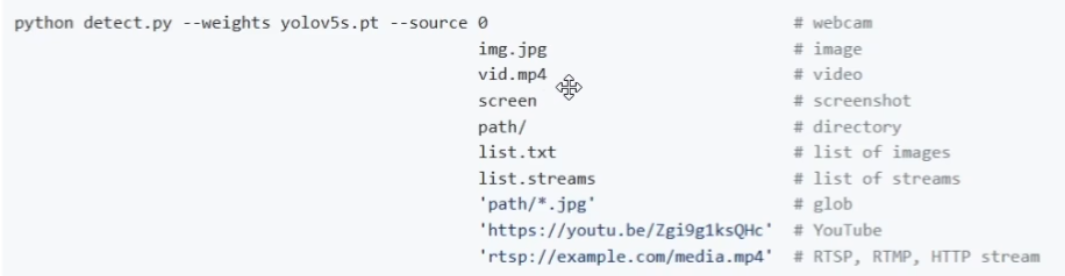 python detect.py --weights yolov5s.pt --source 0 # webcam
img.jpg # image
vid.mp4 # video
screen # screenshot
path/ # directory
list.txt # list of images
list.streams # list of streams
'path/*.jpg' # glob
'https://youtu.be/Zgi9g1ksQHc' # YouTube
'rtsp://example.com/media.mp4' # RTSP, RTMP, HTTP stream